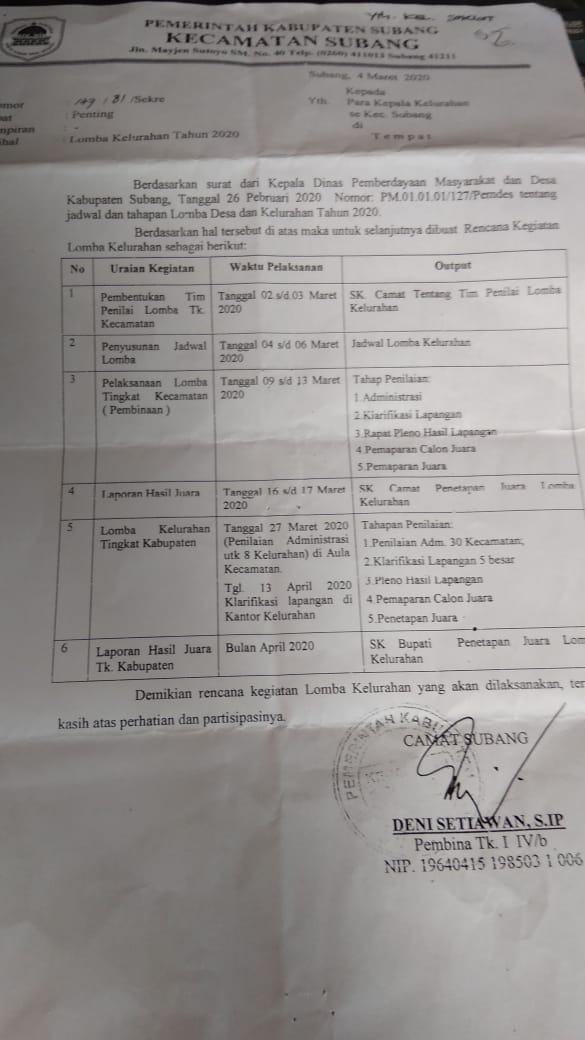 Yth. Ke.
PEMERINTAH KABUPATEN SUBANG
KECAMATAN SUBANG
Jln. Mayjen Sutoyo SM. No. 40 Telp. (0260) 411015 Subang 41211
Subang, 4 Maret 2020
Kepada
omor : 149 / 81 /Sekre Yth. Para Kepala Kelurahan
at : Penting se Kec. Subang
mpiran : - di
ihal : Lomba Kelurahan Tahun 2020 Tempat
Berdasarkan surat dari Kepala Dinas Pemberdayaan Masyarakat dan Desa
Kabupaten Subang, Tanggal 26 Pebruari 2020 Nomor: PM.01.01.01/127/Pemdes tentang
jadwal dan tahapan Lomba Desa dan Kelurahan Tahun 2020.
Berdasarkan hal tersebut di atas maka untuk selanjutnya dibuat Rencana Kegiatan
Lomba Kelurahan sebagai berikut:
No Uraian Kegiatan Waktu Pelaksanan Output
1 Pembentukan Tim Tanggal 02 s/d 03 Maret SK. Camat Tentang Tim Penilai Lomba
Penilai Lomba Tk. 2020 Kelurahan
Kecamatan
2 Penyusunan Jadwal Tanggal 04 s/d 06 Maret Jadwal Lomba Kelurahan
Lomba 2020
3 Pelaksanaan Lomba Tanggal 09 s/d 13 Maret Tahap Penilaian:
Tingkat Kecamatan 2020 1.Administrasi
( Pembinaan ) 2.Klarifikasi Lapangan
3.Rapat Pleno Hasil Lapangan
4.Pemaparan Calon Juara
5.Pemaparan Juara
4 Laporan Hasil Juara Tanggal 16 s/d 17 Maret SK Camat Penetapan Juara Lomba
2020 Kelurahan
5 Lomba Kelurahan Tanggal 27 Maret 2020 Tahapan Penilaian:
Tingkat Kabupaten (Penilaian Administrasi 1.Penilaian Adm. 30 Kecamatan;
utk 8 Kelurahan) di Aula 2.Klarifikasi Lapangan 5 besar
Kecamatan. 3.Pleno Hasil Lapangan
Tgl. 13 April 2020 4.Pemaparan Calon Juara
Klarifikasi lapangan di 5.Penetapan Juara
Kantor Kelurahan
6 Laporan Hasil Juara Bulan April 2020 SK Bupati Penetapan Juara Lom
Tk. Kabupaten Kelurahan
Demikian rencana kegiatan Lomba Kelurahan yang akan dilaksanakan, ter
kasih atas perhatian dan partisipasinya.
PEMERINTAH KABU
CAMAT SUBANG
DENI SETIAWAN, S.IP
Pembina Tk. I IV/b
NIP. 19640415 198503 1 006